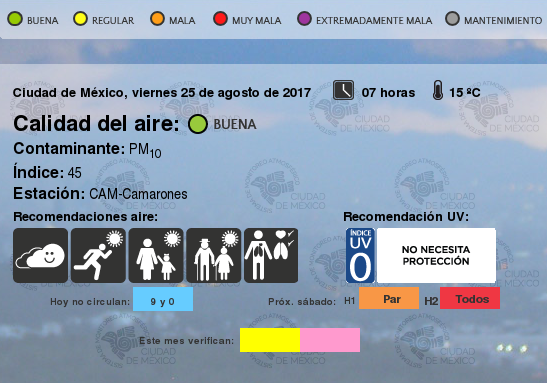 BUENA REGULAR MALA MUY MALA EXTREMADAMENTE MALA MANTENIMIENTO
Ciudad de México, viernes 25 de agosto de 2017 07 horas 15 ºC
Calidad del aire: BUENA
Contaminante: PM10
Índice: 45
Estación: CAM-Camarones
Recomendaciones aire: Recomendación UV:
ÍNDICE
UV
0
NO NECESITA
PROTECCIÓN
Hoy no circulan: 9 y 0 Próx. sábado: H1 Par H2 Todos
Este mes verifican:
CIUDAD
DE MÉXICO